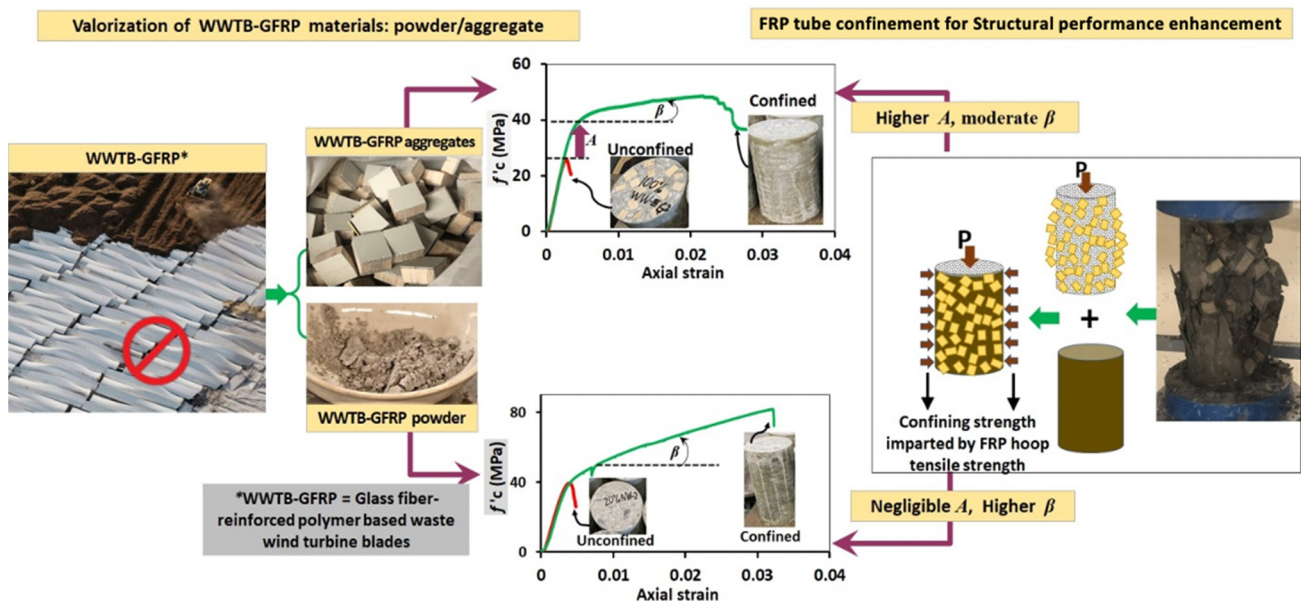 Valorization of WWTB-GFRP materials: powder/aggregate
FRP tube confinement for Structural performance enhancement
WWTB-GFRP*
WWTB-GFRP aggregates
WWTB-GFRP powder
*WWTB-GFRP = Glass fiber-
reinforced polymer based waste
wind turbine blades
60
40
20
0
f'c (MPa)
0
0.01
0.02
0.03
0.04
Axial strain
A
β
Unconfined
Confined
100%
80
40
0
f'c (MPa)
0
0.01
0.02
0.03
0.04
Axial strain
β
Unconfined
Confined
Higher A, moderate β
P
P
+
Confining strength
imparted by FRP hoop
tensile strength
Negligible A, Higher β